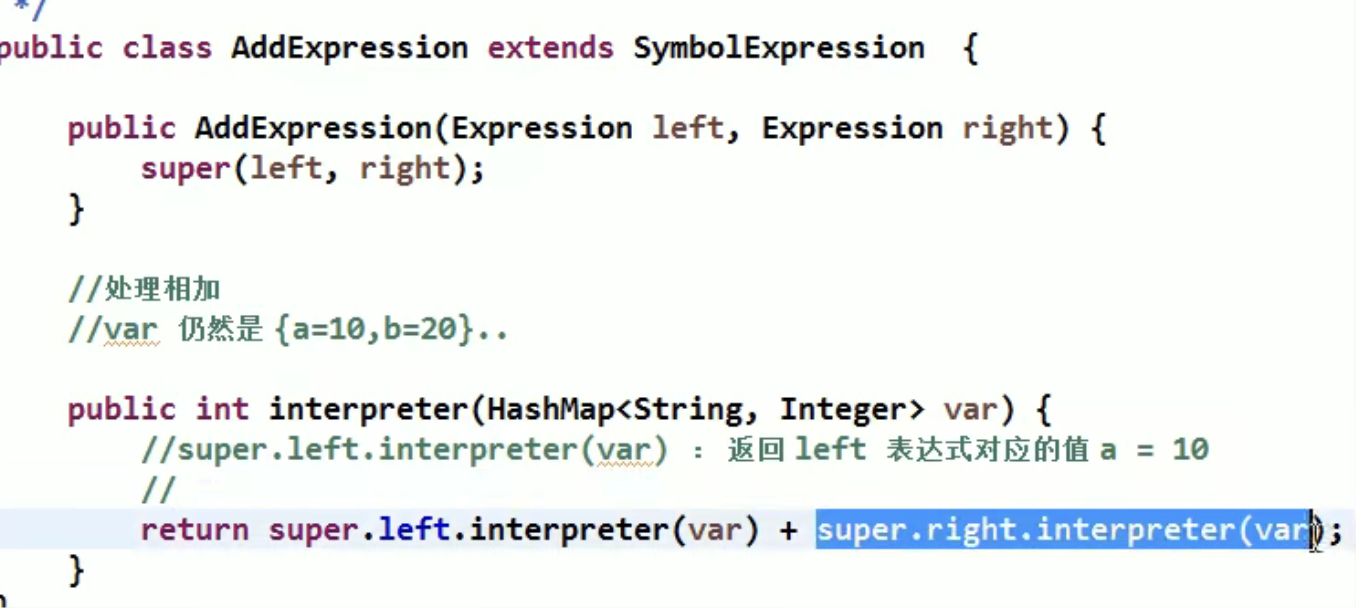 */
public class AddExpression extends SymbolExpression {
public AddExpression(Expression left, Expression right) {
super(left, right);
}
//处理相加
//var 仍然是 {a=10,b=20}..
public int interpreter(HashMap<String, Integer> var) {
//super.left.interpreter(var) ： 返回 left 表达式对应的值 a = 10
//
return super.left.interpreter(var) + super.right.interpreter(var);
}